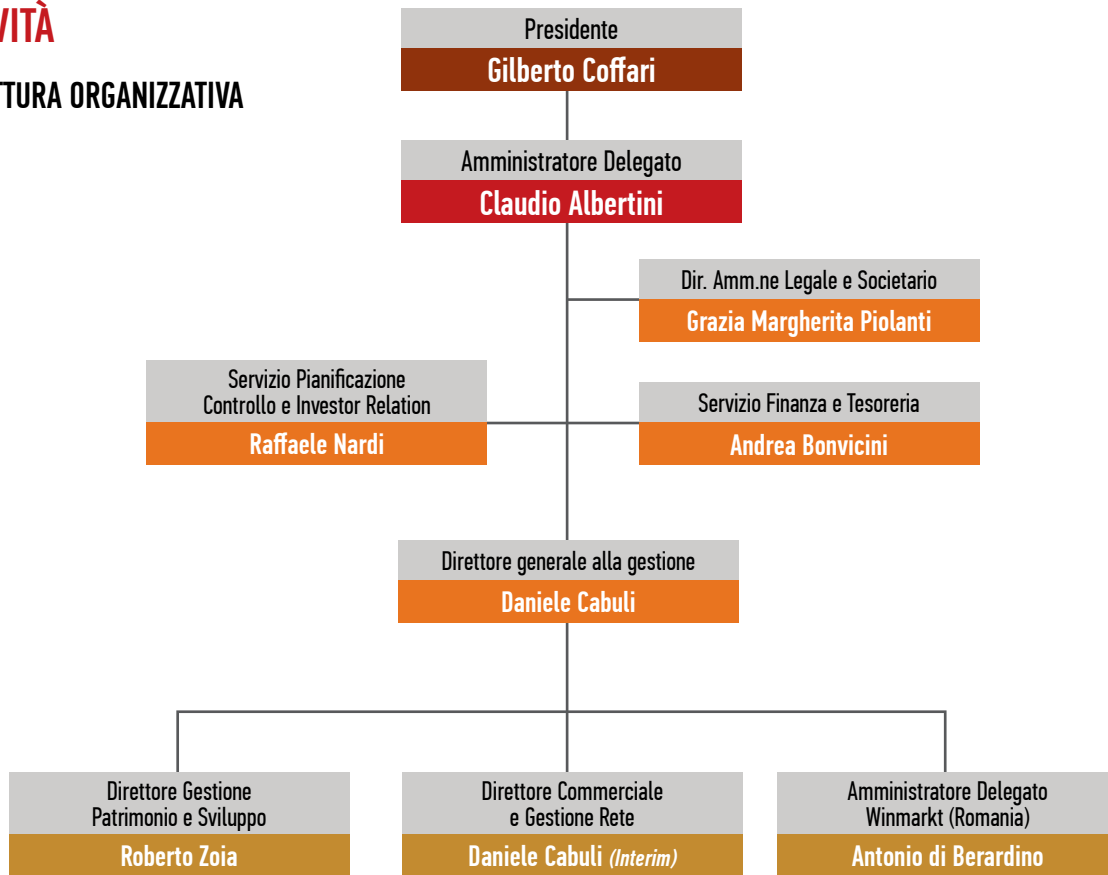 VITÀ
TTURA ORGANIZZATIVA
Presidente
Gilberto Coffari
Amministratore Delegato
Claudio Albertini
Dir. Amm.ne Legale e Societario
Grazia Margherita Piolanti
Servizio Pianificazione
Controllo e Investor Relation
Raffaele Nardi
Servizio Finanza e Tesoreria
Andrea Bonvicini
Direttore generale alla gestione
Daniele Cabuli
Direttore Gestione
Patrimonio e Sviluppo
Roberto Zoia
Direttore Commerciale
e Gestione Rete
Daniele Cabuli (Interim)
Amministratore Delegato
Winmarkt (Romania)
Antonio di Berardino